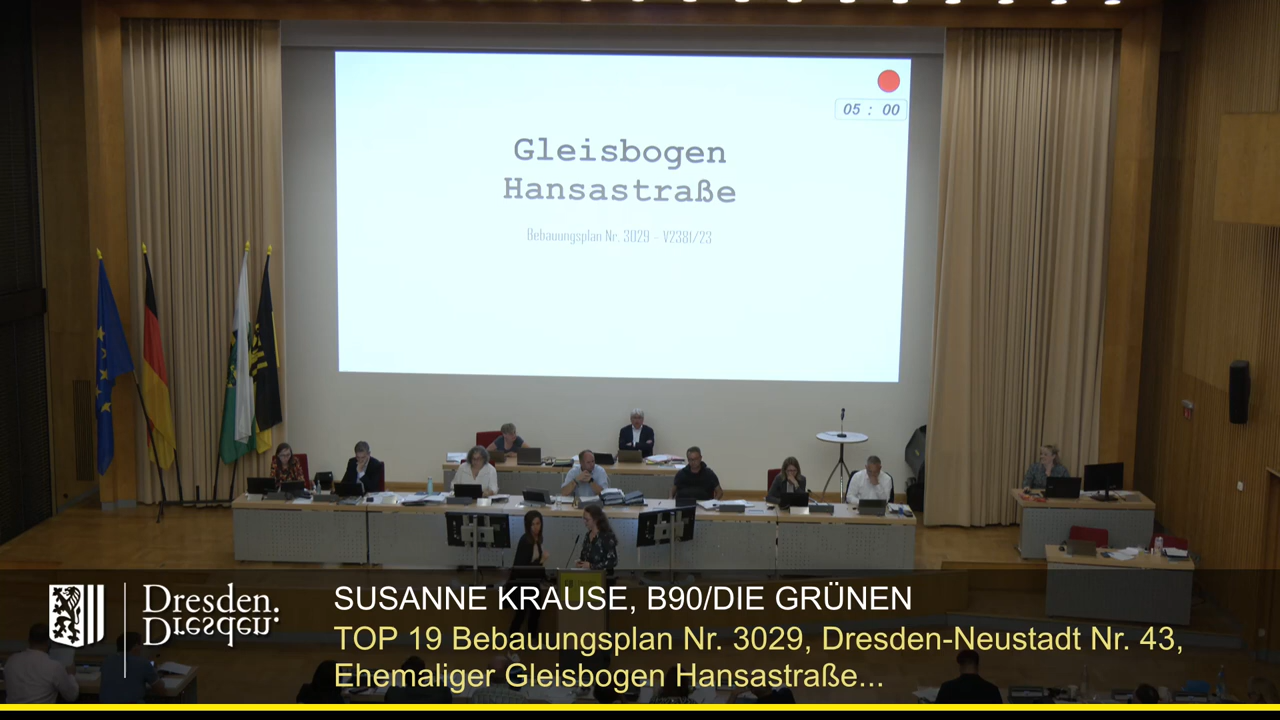 05 : 00
Gleisbogen
Hansastraße
Bebauungsplan Nr. 3029 - V2381/23
Dresden.
Dresden.
SUSANNE KRAUSE, B90/DIE GRÜNEN
TOP 19 Bebauungsplan Nr. 3029, Dresden-Neustadt Nr. 43,
Ehemaliger Gleisbogen Hansastraße...